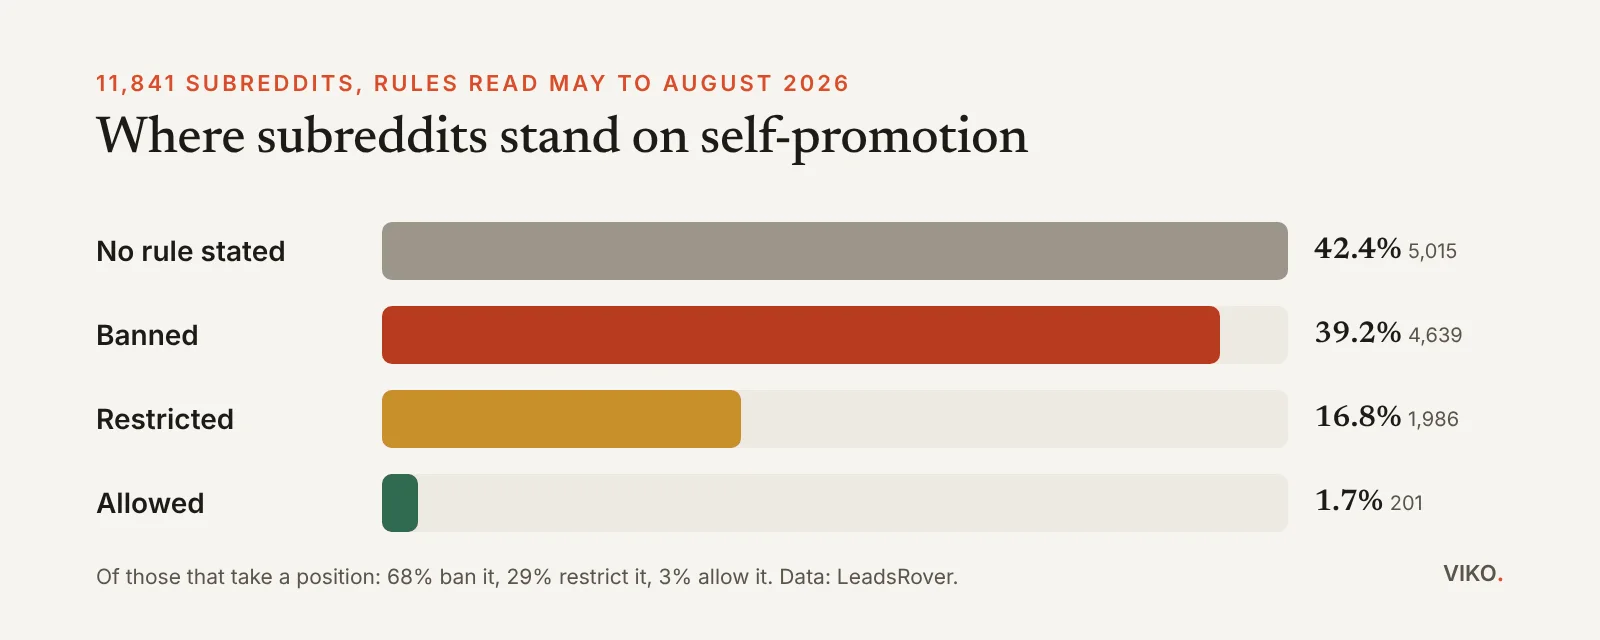 11,841 SUBREDDITS, RULES READ MAY TO AUGUST 2026
Where subreddits stand on self-promotion
No rule stated 42.4% 5,015
Banned 39.2% 4,639
Restricted 16.8% 1,986
Allowed 1.7% 201
Of those that take a position: 68% ban it, 29% restrict it, 3% allow it. Data: LeadsRover.
VIKO.